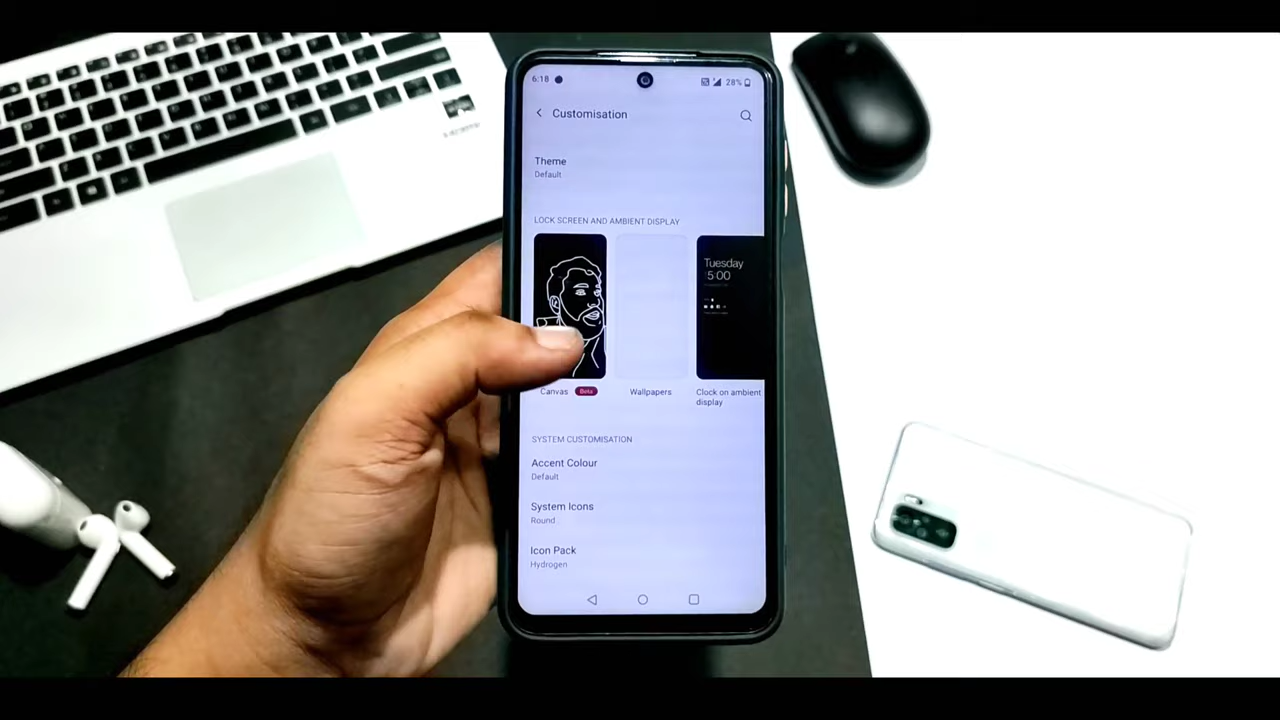 6:18
28%
Customisation
Theme
Default
LOCK SCREEN AND AMBIENT DISPLAY
Tuesday
5:00
Canvas Beta
Wallpapers
Clock on ambient
display
SYSTEM CUSTOMISATION
Accent Colour
Default
System Icons
Round
Icon Pack
Hydrogen